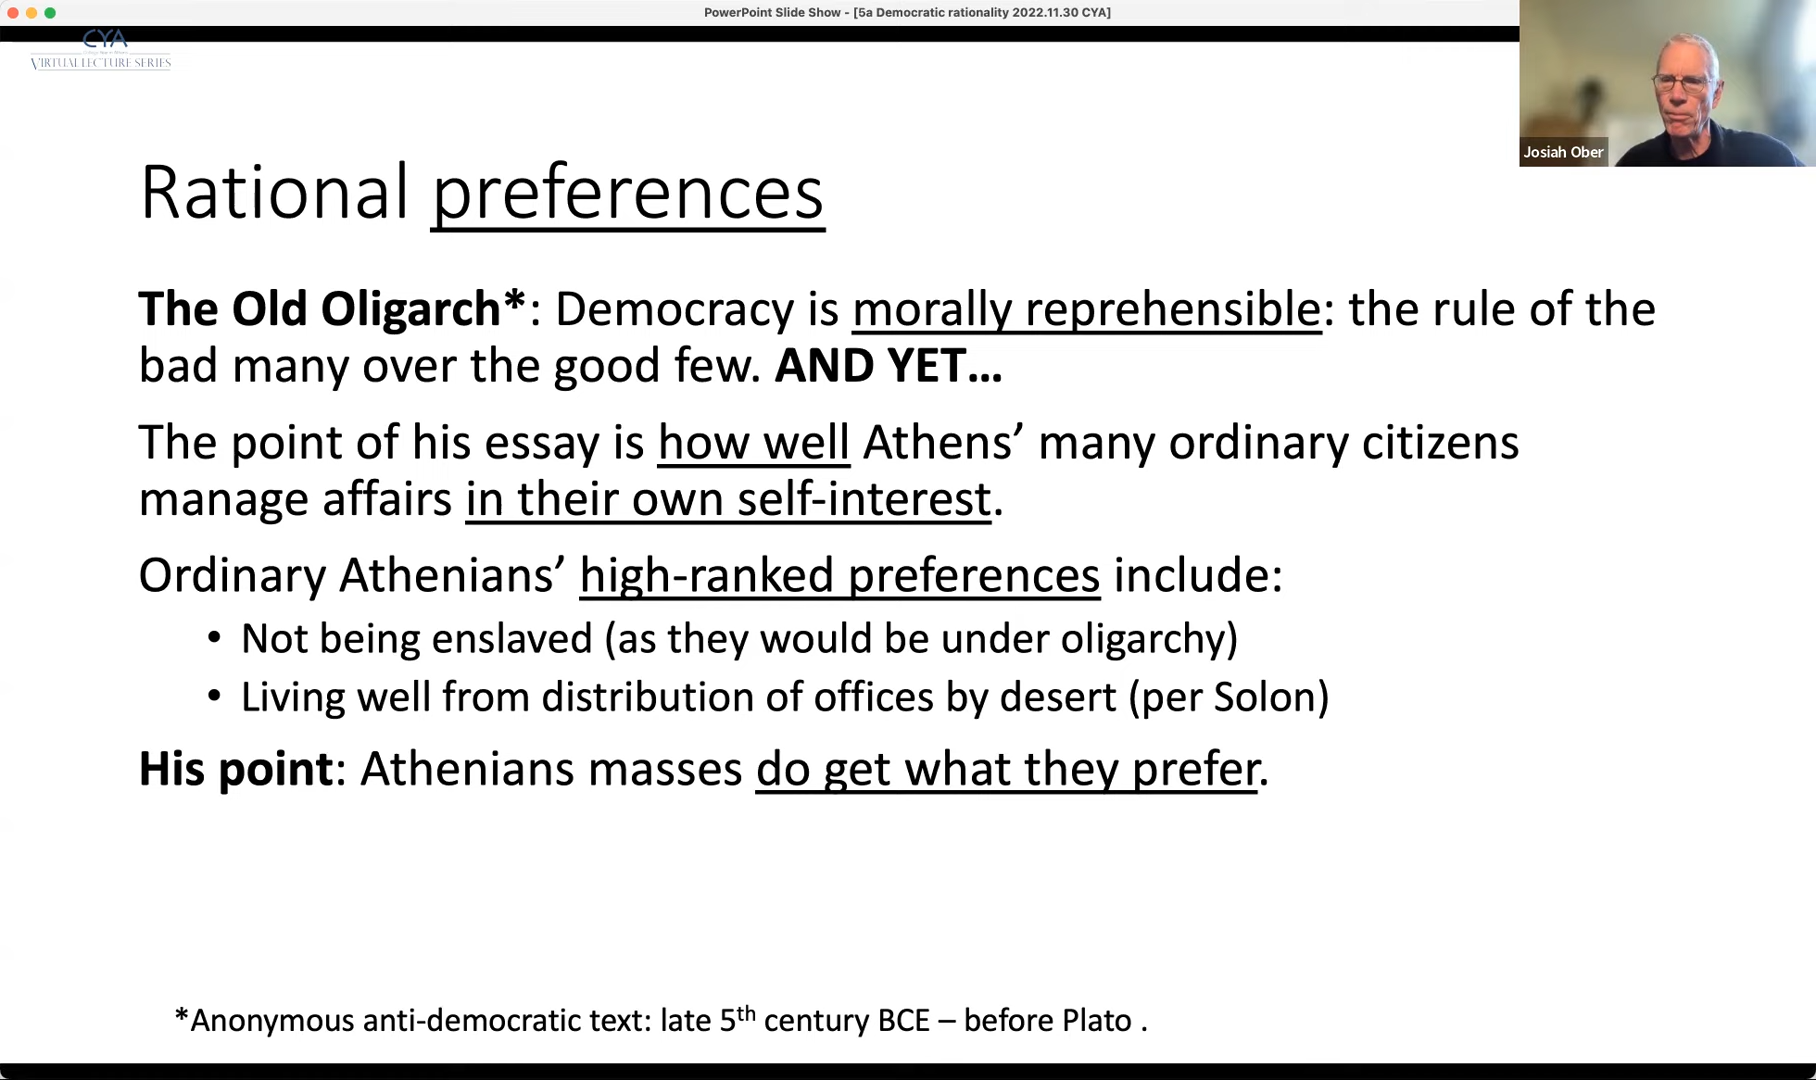 PowerPoint Slide Show - [5a Democratic rationality 2022.11.30 CYA]
CYA
VIRTUAL LECTURE SERIES
Josiah Ober
Rational preferences
The Old Oligarch*: Democracy is morally reprehensible: the rule of the
bad many over the good few. AND YET...
The point of his essay is how well Athens’ many ordinary citizens
manage affairs in their own self-interest.
Ordinary Athenians’ high-ranked preferences include:
• Not being enslaved (as they would be under oligarchy)
• Living well from distribution of offices by desert (per Solon)
His point: Athenians masses do get what they prefer.
*Anonymous anti-democratic text: late 5th century BCE – before Plato .